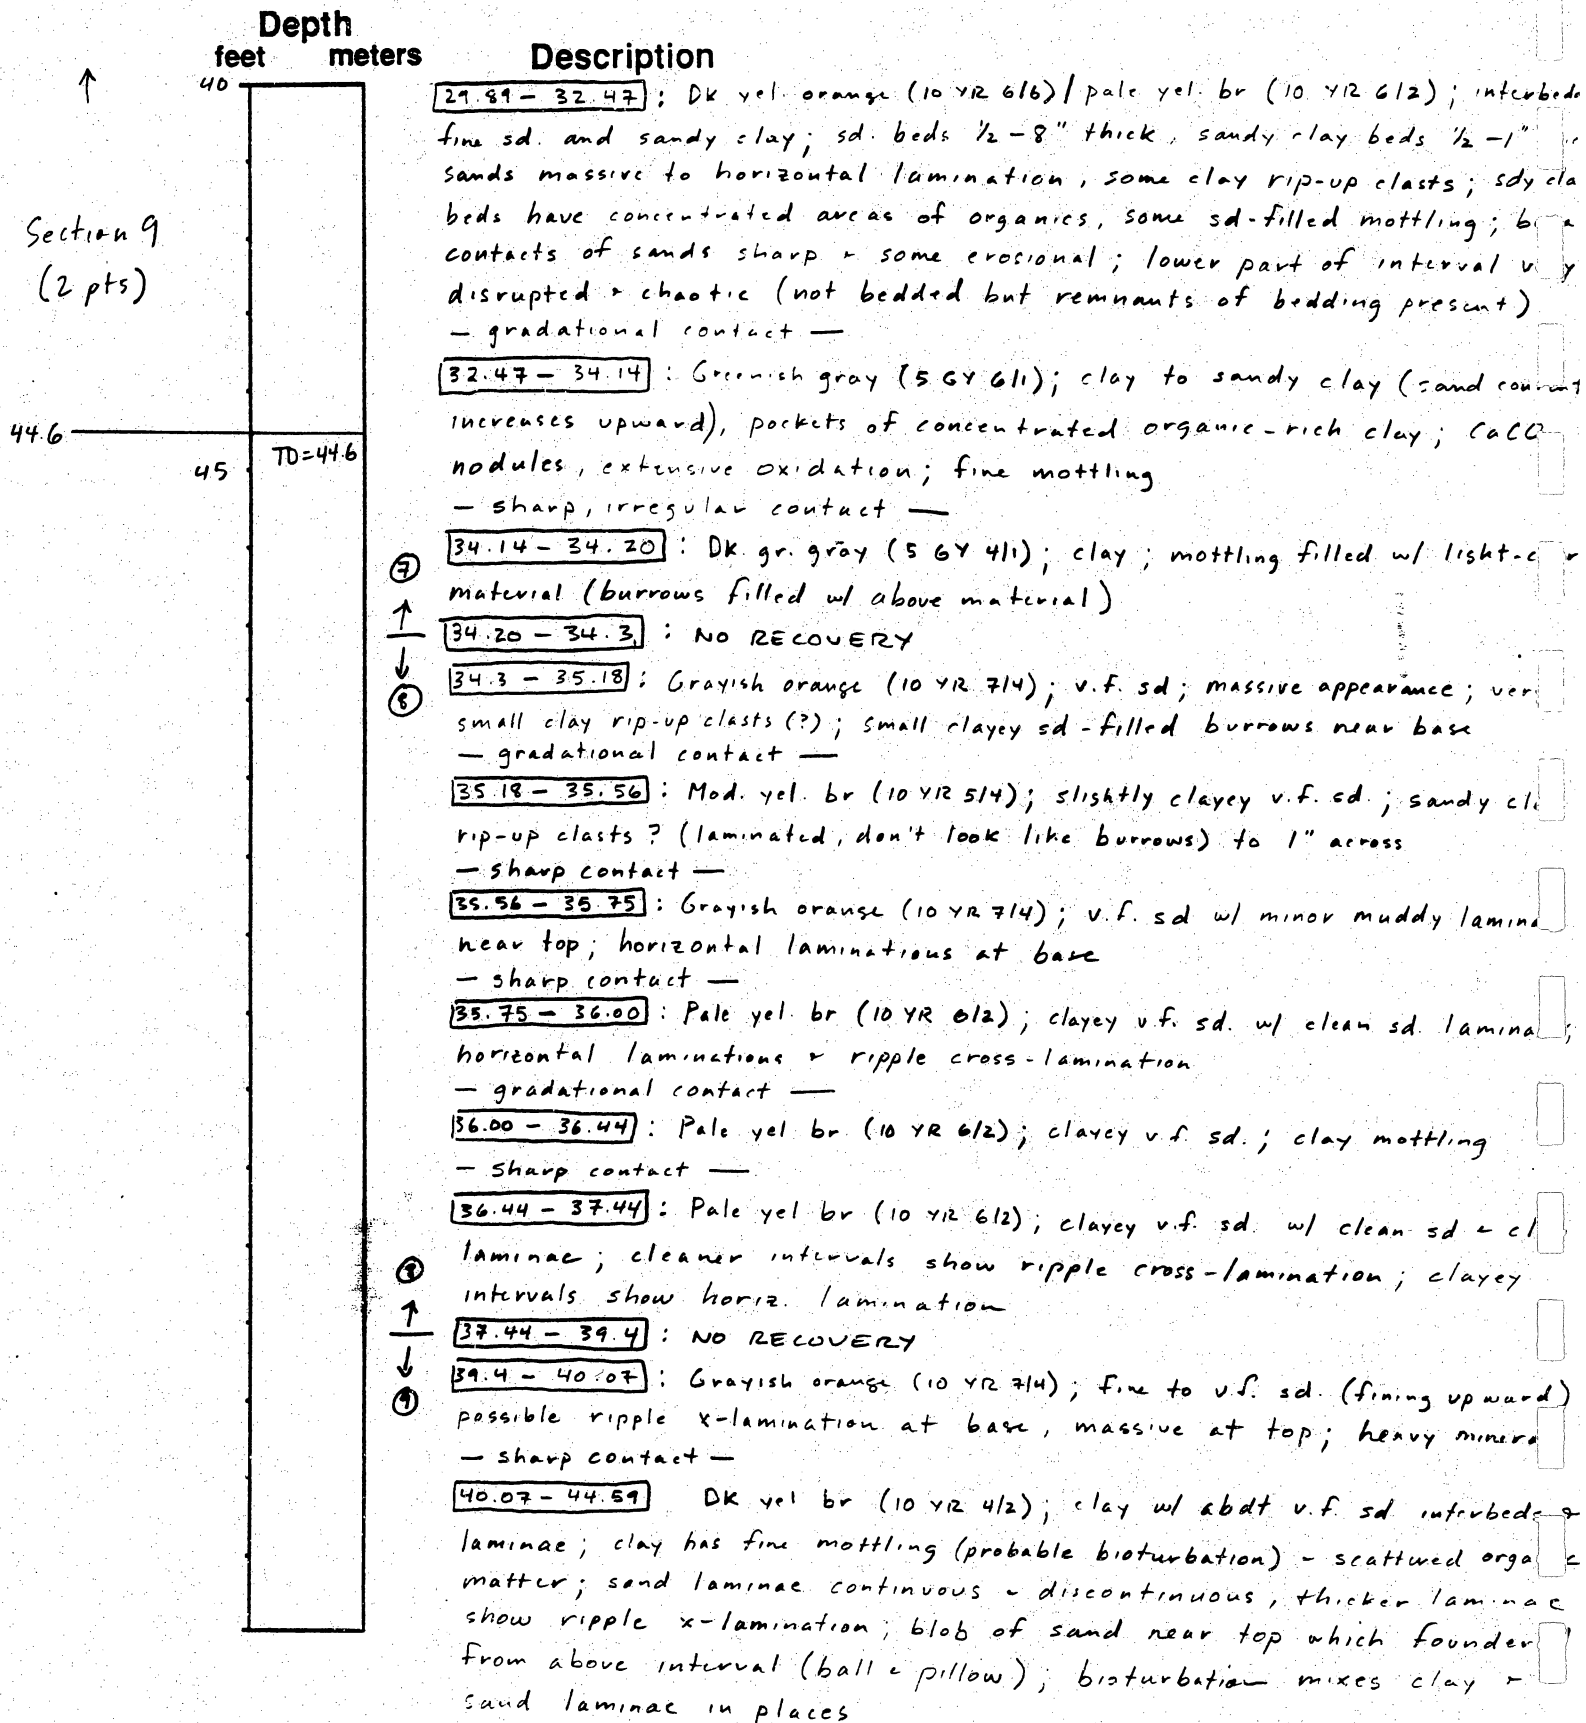 Depth
feet meters Description
↑ 40
29.89 – 32.47 : DK yel. orange (10 YR 6/6) / pale yel. br (10 YR 6/2) ; interbed
fine sd. and sandy clay; sd. beds 1/2 – 8" thick, sandy clay beds 1/2 – 1"
sands massive to horizontal lamination, some clay rip-up clasts; sdy cla
beds have concentrated areas of organics, some sd-filled mottling;
contacts of sands sharp + some erosional; lower part of interval
disrupted + chaotic (not bedded but remnants of bedding present)
Section 9
(2 pts)
— gradational contact —
32.47 – 34.14 : Greenish gray (5 GY 6/1); clay to sandy clay (sand
increases upward), pockets of concentrated organic-rich clay; CaCO
nodules, extensive oxidation; fine mottling
44.6
45 TD=44.6
— sharp, irregular contact —
34.14 – 34.20 : DK. gr. gray (5 GY 4/1); clay; mottling filled w/ light-
⑦ material (burrows filled w/ above material)
↑
34.20 – 34.3 : NO RECOVERY
↓
⑧ 34.3 – 35.18 : Grayish orange (10 YR 7/4); v.f. sd; massive appearance; ver
small clay rip-up clasts (?); small clayey sd-filled burrows near base
— gradational contact —
35.18 – 35.56 : Mod. yel. br (10 YR 5/4); slightly clayey v.f. sd.; sandy cl
rip-up clasts? (laminated, don't look like burrows) to 1" across
— sharp contact —
35.56 – 35.75 : Grayish orange (10 YR 7/4); v.f. sd w/ minor muddy lamina
near top; horizontal laminations at base
— sharp contact —
35.75 – 36.00 : Pale yel. br (10 YR 6/2); clayey v.f. sd. w/ clean sd. lamina ;
horizontal laminations + ripple cross-lamination
— gradational contact —
36.00 – 36.44 : Pale yel br (10 YR 6/2); clayey v.f. sd.; clay mottling
— sharp contact —
36.44 – 37.44 : Pale yel br (10 YR 6/2); clayey v.f. sd. w/ clean sd + cl
laminae; cleaner intervals show ripple cross-lamination; clayey
⑧ intervals show horiz. lamination
↑
37.44 – 39.4 : NO RECOVERY
↓
⑨ 39.4 – 40.07 : Grayish orange (10 YR 7/4); fine to v.f. sd. (fining upward)
possible ripple x-lamination at base, massive at top; heavy minera
— sharp contact —
40.07 – 44.59 DK yel br (10 YR 4/2); clay w/ abdt v.f. sd interbeds +
laminae; clay has fine mottling (probable bioturbation) - scattered orga c
matter; sand laminae continuous - discontinuous, thicker laminae
show ripple x-lamination; blob of sand near top which founder
from above interval (ball + pillow); bioturbation mixes clay +
sand laminae in places